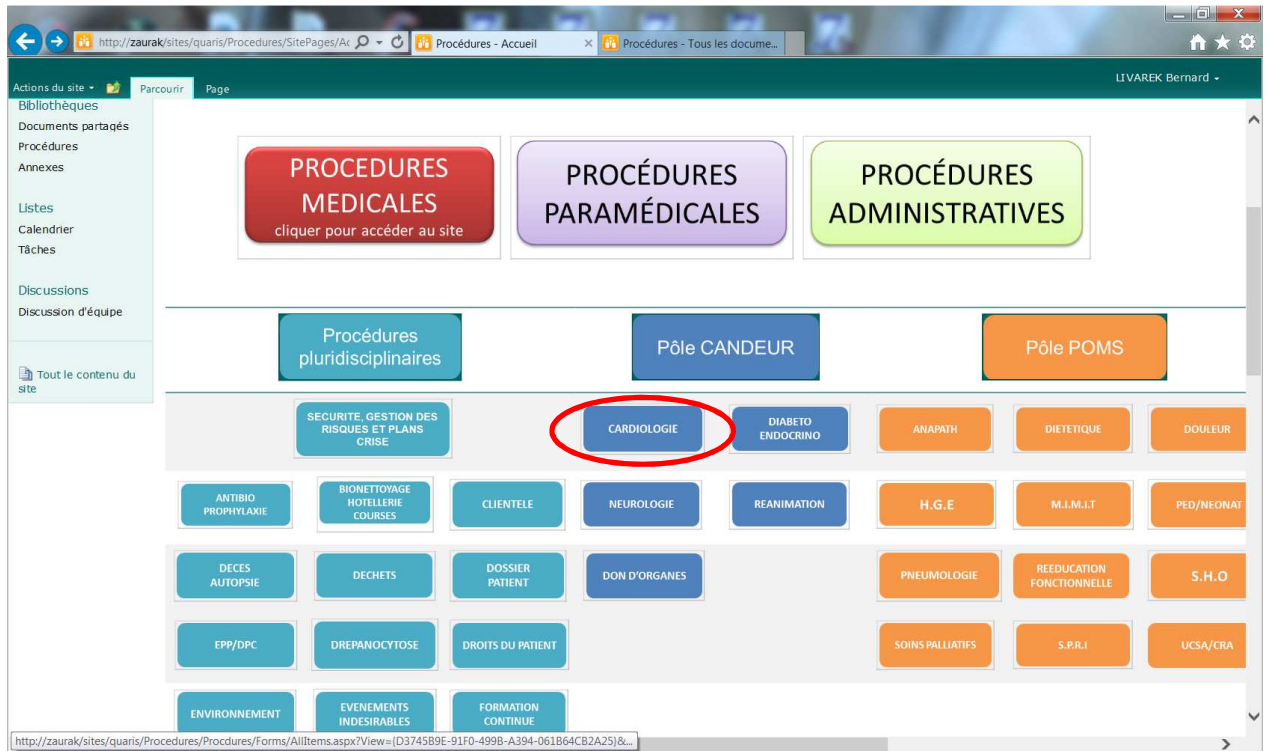 http://zaurak/sites/quaris/Procedures/SitePages/Ac
Procédures - Accueil
Procédures - Tous les docume...
LIVAREK Bernard
Actions du site
Parcourir
Page
Bibliothèques
Documents partagés
Procédures
Annexes
Listes
Calendrier
Tâches
Discussions
Discussion d'équipe
Tout le contenu du
site
PROCEDURES
MEDICALES
cliquer pour accéder au site
PROCÉDURES
PARAMÉDICALES
PROCÉDURES
ADMINISTRATIVES
Procédures
pluridisciplinaires
Pôle CANDEUR
Pôle POMS
SECURITE, GESTION DES
RISQUES ET PLANS
CRISE
CARDIOLOGIE
DIABETO
ENDOCRINO
ANAPATH
DIETETIQUE
DOULEUR
ANTIBIO
PROPHYLAXIE
BIONETTOYAGE
HOTELLERIE
COURSES
CLIENTELE
NEUROLOGIE
REANIMATION
H.G.E
M.I.M.I.T
PED/NEONAT
DECES
AUTOPSIE
DECHETS
DOSSIER
PATIENT
DON D'ORGANES
PNEUMOLOGIE
REEDUCATION
FONCTIONNELLE
S.H.O
EPP/DPC
DREPANOCYTOSE
DROITS DU PATIENT
SOINS PALLIATIFS
S.P.R.I
UCSA/CRA
ENVIRONNEMENT
EVENEMENTS
INDESIRABLES
FORMATION
CONTINUE
http://zaurak/sites/quaris/Procedures/Procdures/Forms/AllItems.aspx?View={D3745B9E-91F0-499B-A394-061B64CB2A25}&...